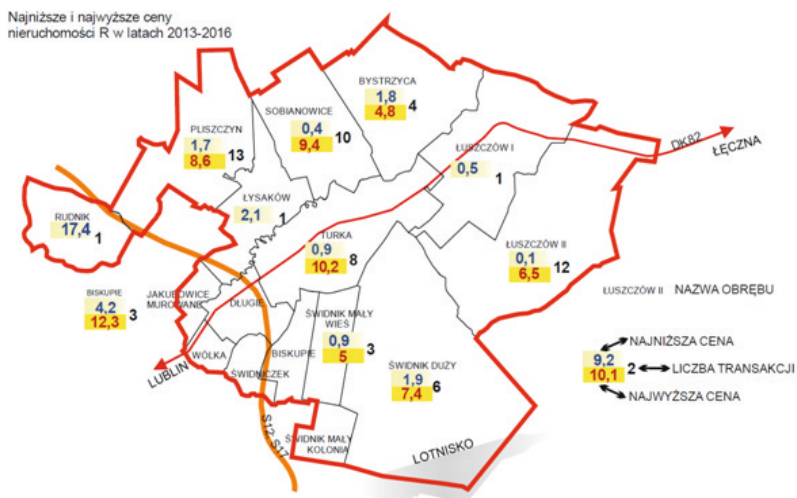 Najniższe i najwyższe ceny
nieruchomości R w latach 2013-2016
BYSTRZYCA
1,8
4,8
4
SOBIANOWICE
0,4
9,4
10
PLISZCZYN
1,7
8,6
13
DK82
ŁĘCZNA
ŁUSZCZÓW I
0,5
1
ŁYSAKÓW
2,1
1
RUDNIK
17,4
1
TURKA
0,9
10,2
8
ŁUSZCZÓW II
0,1
6,5
12
BISKUPIE
4,2
12,3
3
JAKUBOWICE
MUROWANE
DŁUGIE
ŚWIDNIK MAŁY
WIEŚ
0,9
5
3
BISKUPIE
WÓLKA
ŚWIDNICZEK
ŚWIDNIK DUŻY
1,9
7,4
6
LUBLIN
S12-S17
ŚWIDNIK MAŁY
KOLONIA
LOTNISKO
ŁUSZCZÓW II NAZWA OBRĘBU
NAJNIŻSZA CENA
9,2
10,1
2
LICZBA TRANSAKCJI
NAJWYŻSZA CENA